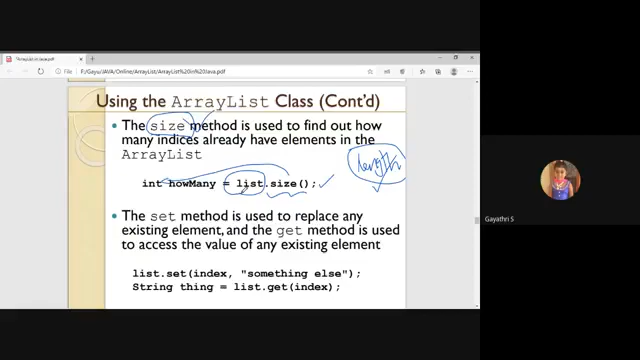 ArrayList in Java.pdf
File
F:/Gayu/JAVA/Online/ArrayList/ArrayList%20in%20Java.pdf
Using the ArrayList Class (Cont'd)
• The size method is used to find out how
many indices already have elements in the
ArrayList
length
int howMany = list.size();
• The set method is used to replace any
existing element, and the get method is used
to access the value of any existing element
list.set(index, "something else");
String thing = list.get(index);
Gayathri S